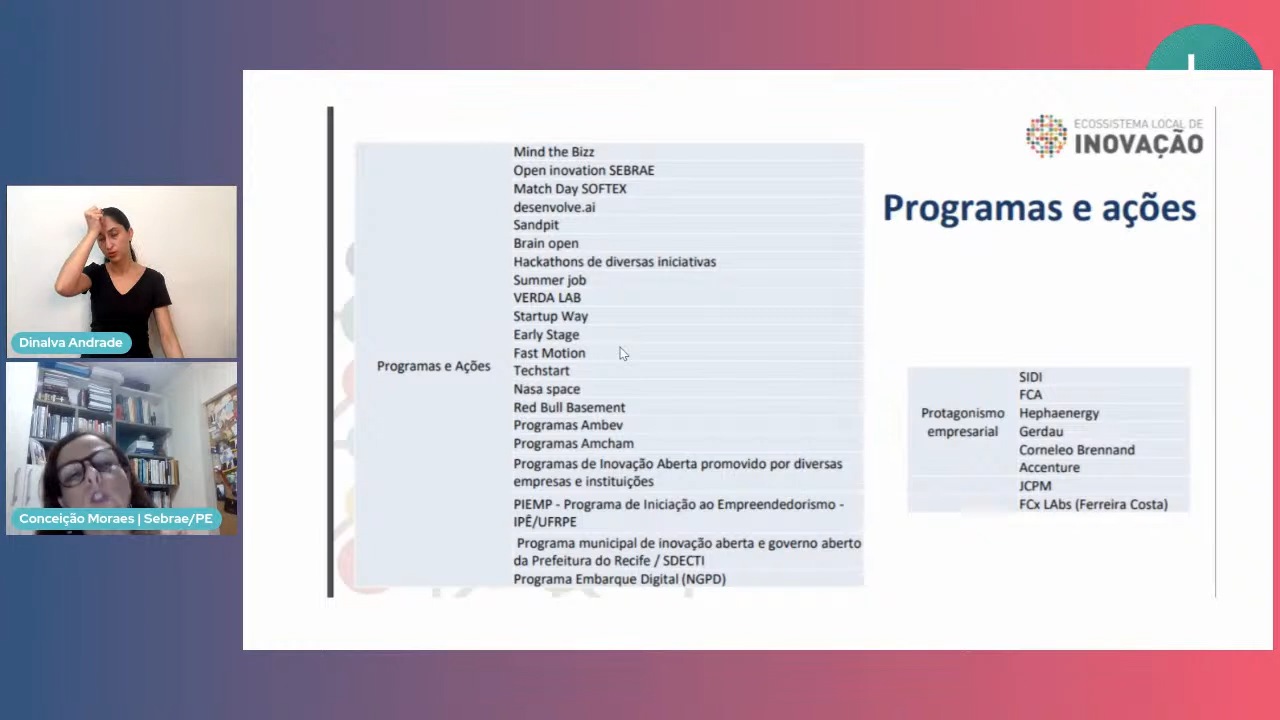 ECOSSISTEMA LOCAL DE
INOVAÇÃO
Programas e ações
Programas e Ações
Mind the Bizz
Open inovation SEBRAE
Match Day SOFTEX
desenvolve.ai
Sandpit
Brain open
Hackathons de diversas iniciativas
Summer job
VERDA LAB
Startup Way
Early Stage
Fast Motion
Techstart
Nasa space
Red Bull Basement
Programas Ambev
Programas Amcham
Programas de Inovação Aberta promovido por diversas
empresas e instituições
PIEMP - Programa de Iniciação ao Empreendedorismo -
IPÊ/UFRPE
Programa municipal de inovação aberta e governo aberto
da Prefeitura do Recife / SDECTI
Programa Embarque Digital (NGPD)
Protagonismo
empresarial
SIDI
FCA
Hephaenergy
Gerdau
Corneleo Brennand
Accenture
JCPM
FCx LAbs (Ferreira Costa)
Dinalva Andrade
Conceição Moraes | Sebrae/PE